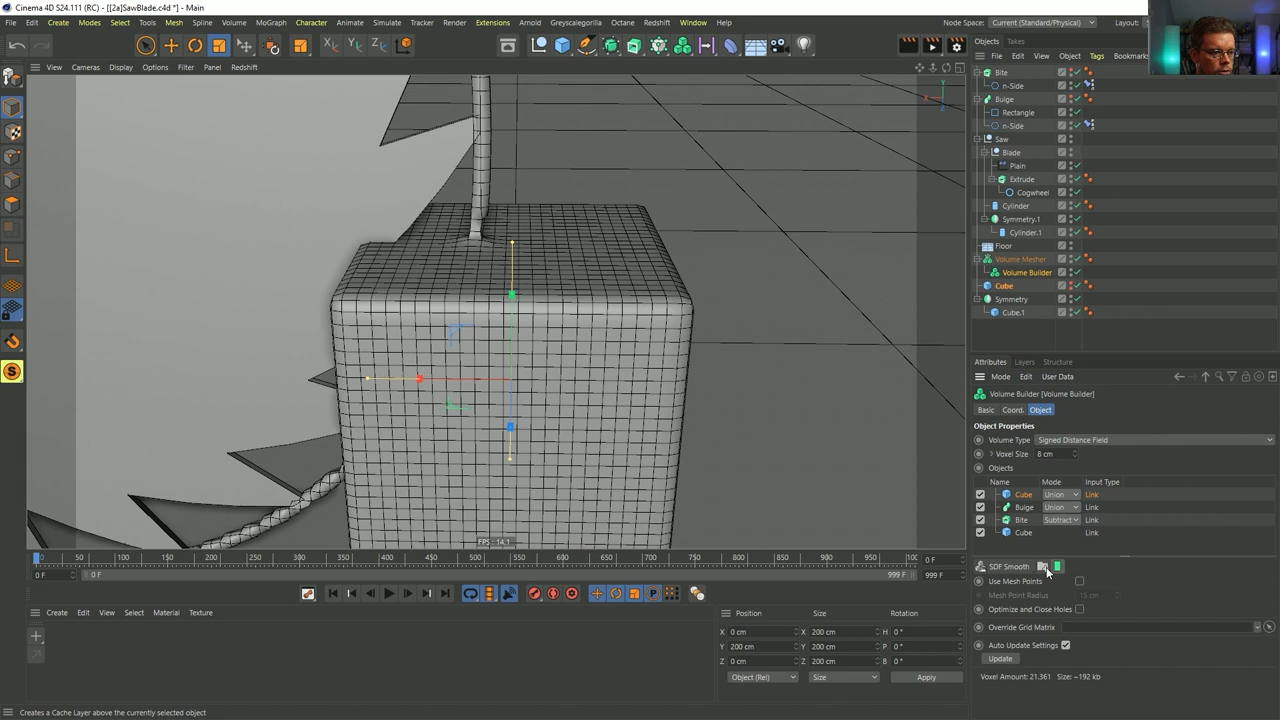 Cinema 4D S24.111 (RC) - [[2a]SawBlade.c4d *] - Main
File Create Modes Select Tools Mesh Spline Volume MoGraph Character Animate Simulate Tracker Render Extensions Arnold Greyscalegorilla Octane Redshift Window Help Node Space: Current (Standard/Physical) Layout:
View Cameras Display Options Filter Panel Redshift
Objects Takes
File Edit View Object Tags Bookmarks
Bite
n-Side
Bulge
Rectangle
n-Side
Saw
Blade
Plain
Extrude
Cogwheel
Cylinder
Symmetry.1
Cylinder.1
Floor
Volume Mesher
Volume Builder
Cube
Symmetry
Cube.1
Attributes Layers Structure
Mode Edit User Data
Volume Builder [Volume Builder]
Basic Coord. Object
Object Properties
Volume Type Signed Distance Field
Voxel Size 8 cm
Objects
Name Mode Input Type
Cube Union Link
Bulge Union Link
Bite Subtract Link
Cube Link
SDF Smooth
Use Mesh Points
Mesh Point Radius 15 cm
Optimize and Close Holes
Override Grid Matrix
Auto Update Settings
Update
Voxel Amount: 21.361 Size: ~192 kb
FPS : 14.1
0 50 100 150 200 250 300 350 400 450 500 550 600 650 700 750 800 850 900 950 0 F
0 F 0 F 999 F 999 F
Create Edit View Select Material Texture
Position Size Rotation
X 0 cm X 200 cm H 0 °
Y 200 cm Y 200 cm P 0 °
Z 0 cm Z 200 cm B 0 °
Object (Rel) Size Apply
Creates a Cache Layer above the currently selected object